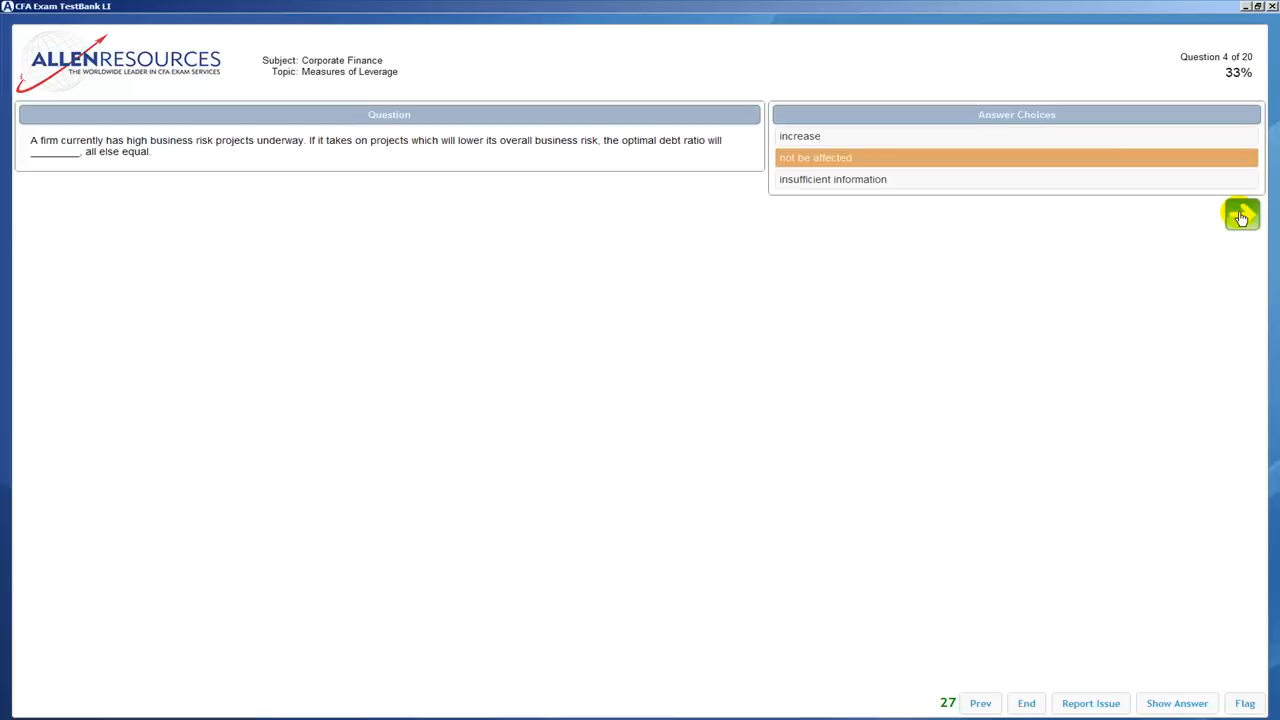 CFA Exam TestBank LI
ALLENRESOURCES
THE WORLDWIDE LEADER IN CFA EXAM SERVICES
Subject: Corporate Finance
Topic: Measures of Leverage
Question 4 of 20
33%
Question
A firm currently has high business risk projects underway. If it takes on projects which will lower its overall business risk, the optimal debt ratio will
________, all else equal.
Answer Choices
increase
not be affected
insufficient information
27 Prev End Report Issue Show Answer Flag